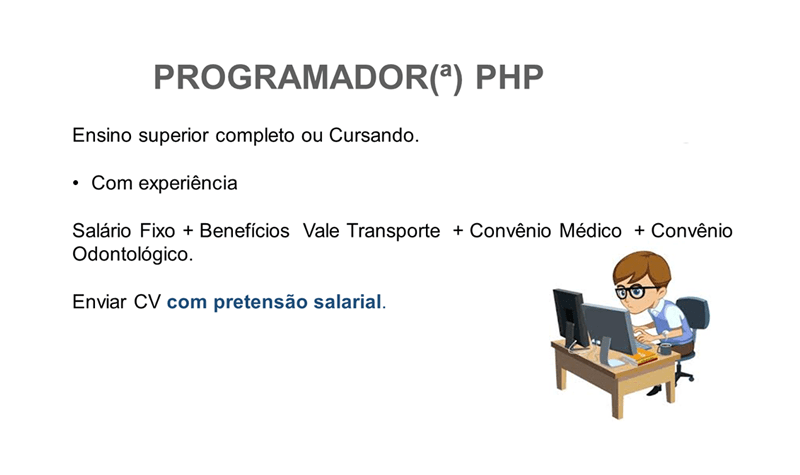 PROGRAMADOR(ª) PHP
Ensino superior completo ou Cursando.
• Com experiência
Salário Fixo + Benefícios Vale Transporte + Convênio Médico + Convênio
Odontológico.
Enviar CV com pretensão salarial.